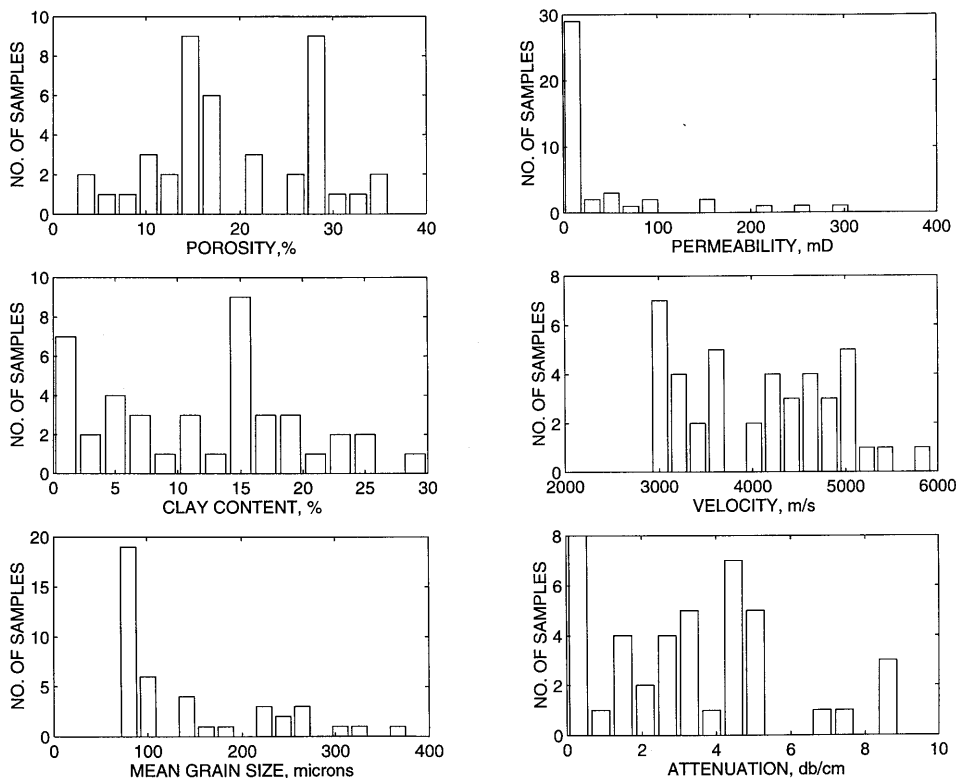 10
8
6
4
2
0
NO. OF SAMPLES
0 10 20 30 40
POROSITY,%
30
20
10
0
NO. OF SAMPLES
0 100 200 300 400
PERMEABILITY, mD
10
8
6
4
2
0
NO. OF SAMPLES
0 5 10 15 20 25 30
CLAY CONTENT, %
8
6
4
2
0
NO. OF SAMPLES
2000 3000 4000 5000 6000
VELOCITY, m/s
20
15
10
5
0
NO. OF SAMPLES
0 100 200 300 400
MEAN GRAIN SIZE, microns
8
6
4
2
0
NO. OF SAMPLES
0 2 4 6 8 10
ATTENUATION, db/cm